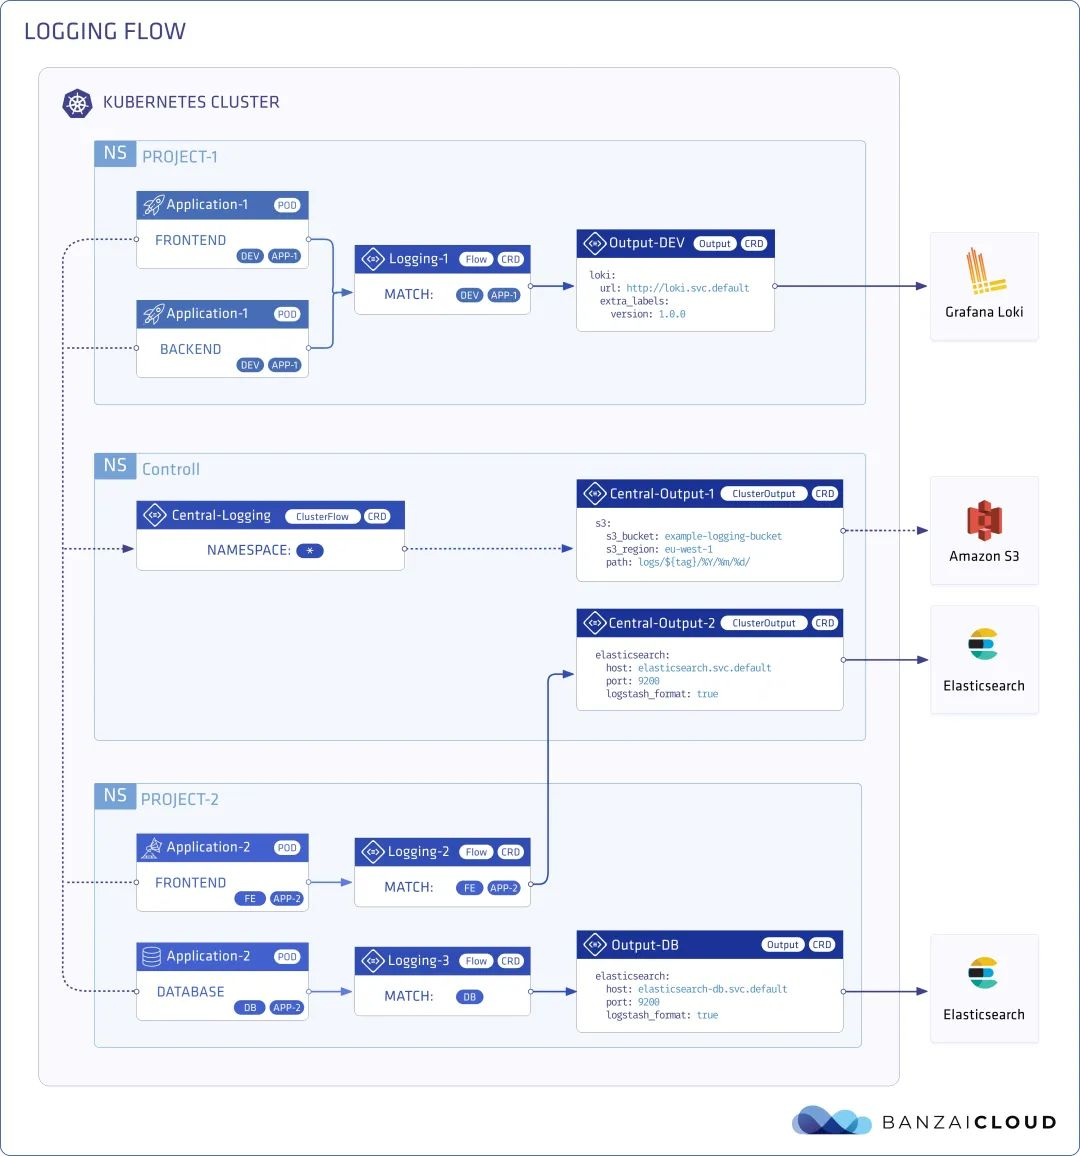 LOGGING FLOW
KUBERNETES CLUSTER
NS PROJECT-1
Application-1 POD
FRONTEND
DEV APP-1
Application-1 POD
BACKEND
DEV APP-1
Logging-1 Flow CRD
MATCH: DEV APP-1
Output-DEV Output CRD
loki:
url: http://loki.svc.default
extra_labels:
version: 1.0.0
Grafana Loki
NS Controll
Central-Logging ClusterFlow CRD
NAMESPACE: *
Central-Output-1 ClusterOutput CRD
s3:
s3_bucket: example-logging-bucket
s3_region: eu-west-1
path: logs/${tag}/%Y/%m/%d/
Amazon S3
Central-Output-2 ClusterOutput CRD
elasticsearch:
host: elasticsearch.svc.default
port: 9200
logstash_format: true
Elasticsearch
NS PROJECT-2
Application-2 POD
FRONTEND
FE APP-2
Logging-2 Flow CRD
MATCH: FE APP-2
Application-2 POD
DATABASE
DB APP-2
Logging-3 Flow CRD
MATCH: DB
Output-DB Output CRD
elasticsearch:
host: elasticsearch-db.svc.default
port: 9200
logstash_format: true
Elasticsearch
BANZAICLOUD